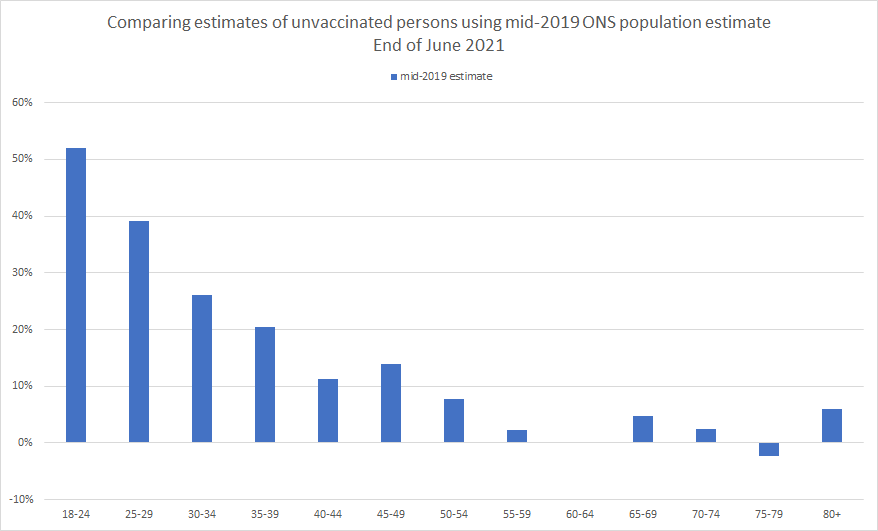 Comparing estimates of unvaccinated persons using mid-2019 ONS population estimate
End of June 2021
mid-2019 estimate
60%
50%
40%
30%
20%
10%
0%
-10%
18-24 25-29 30-34 35-39 40-44 45-49 50-54 55-59 60-64 65-69 70-74 75-79 80+